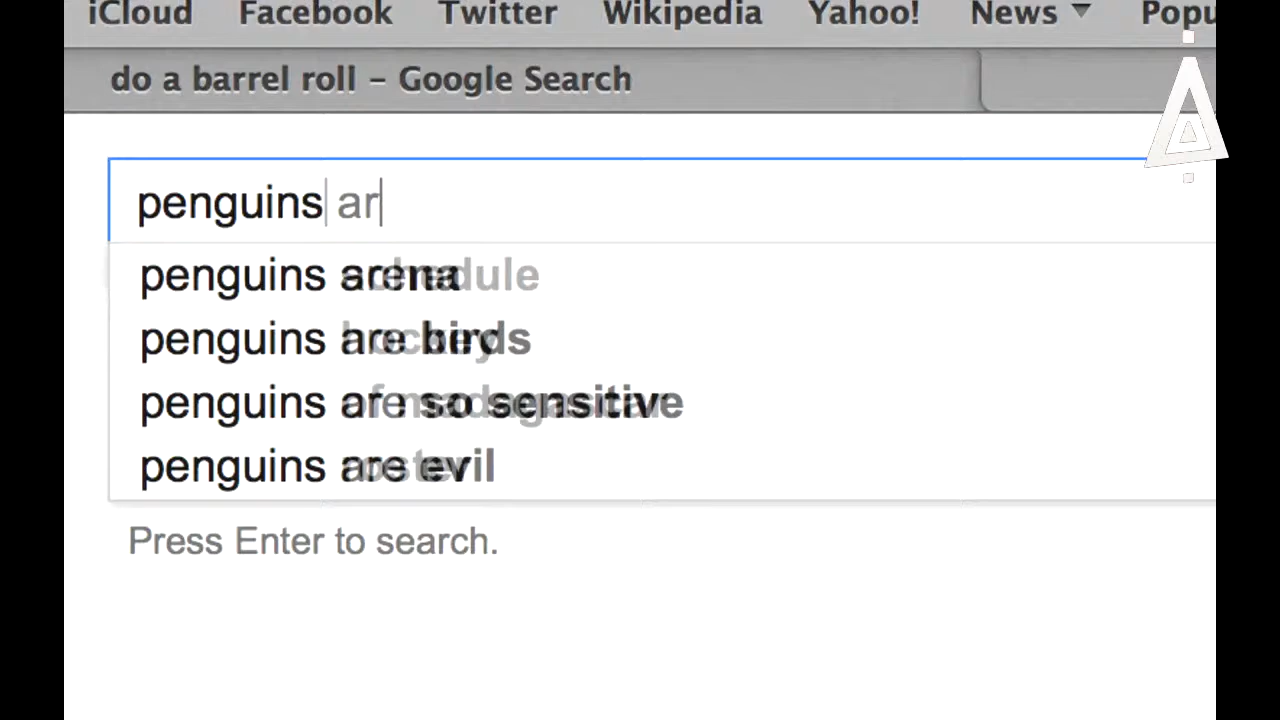 iCloud Facebook Twitter Wikipedia Yahoo! News Popu
do a barrel roll – Google Search
penguins ar
penguins arena
penguins are birds
penguins are so sensitive
penguins are evil
Press Enter to search.